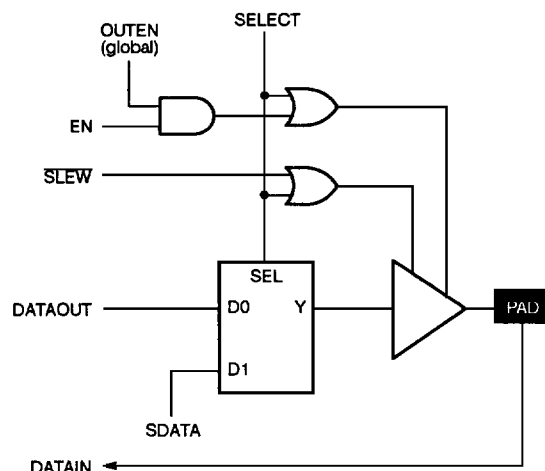 SELECT
OUTEN
(global)
EN
SLEW
SEL
DATAOUT
D0
Y
PAD
D1
SDATA
DATAIN